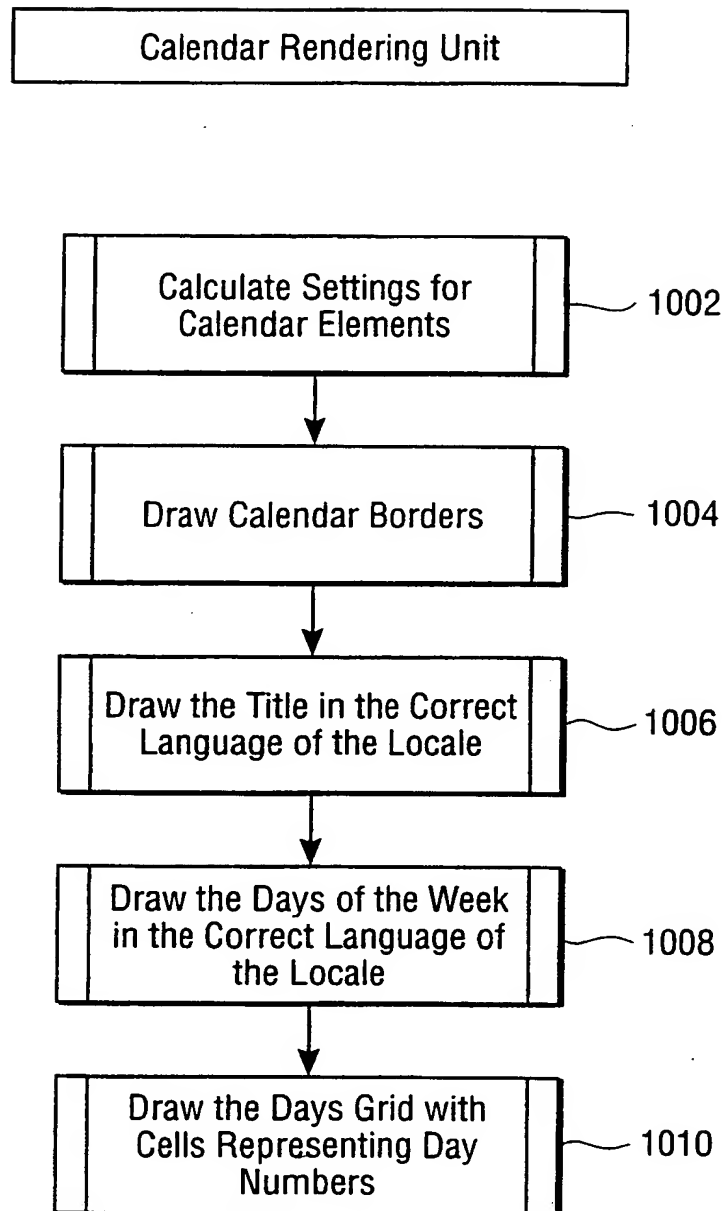 Calendar Rendering Unit
Calculate Settings for
Calendar Elements
1002
Draw Calendar Borders
1004
Draw the Title in the Correct
Language of the Locale
1006
Draw the Days of the Week
in the Correct Language of
the Locale
1008
Draw the Days Grid with
Cells Representing Day
Numbers
1010